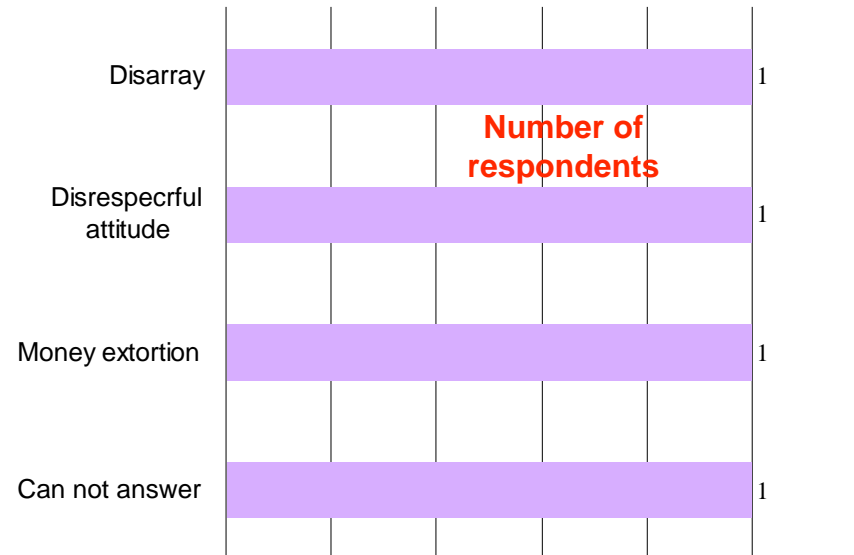 Disarray
1
Number of
respondents
Disrespecrful
attitude
1
Money extortion
1
Can not answer
1